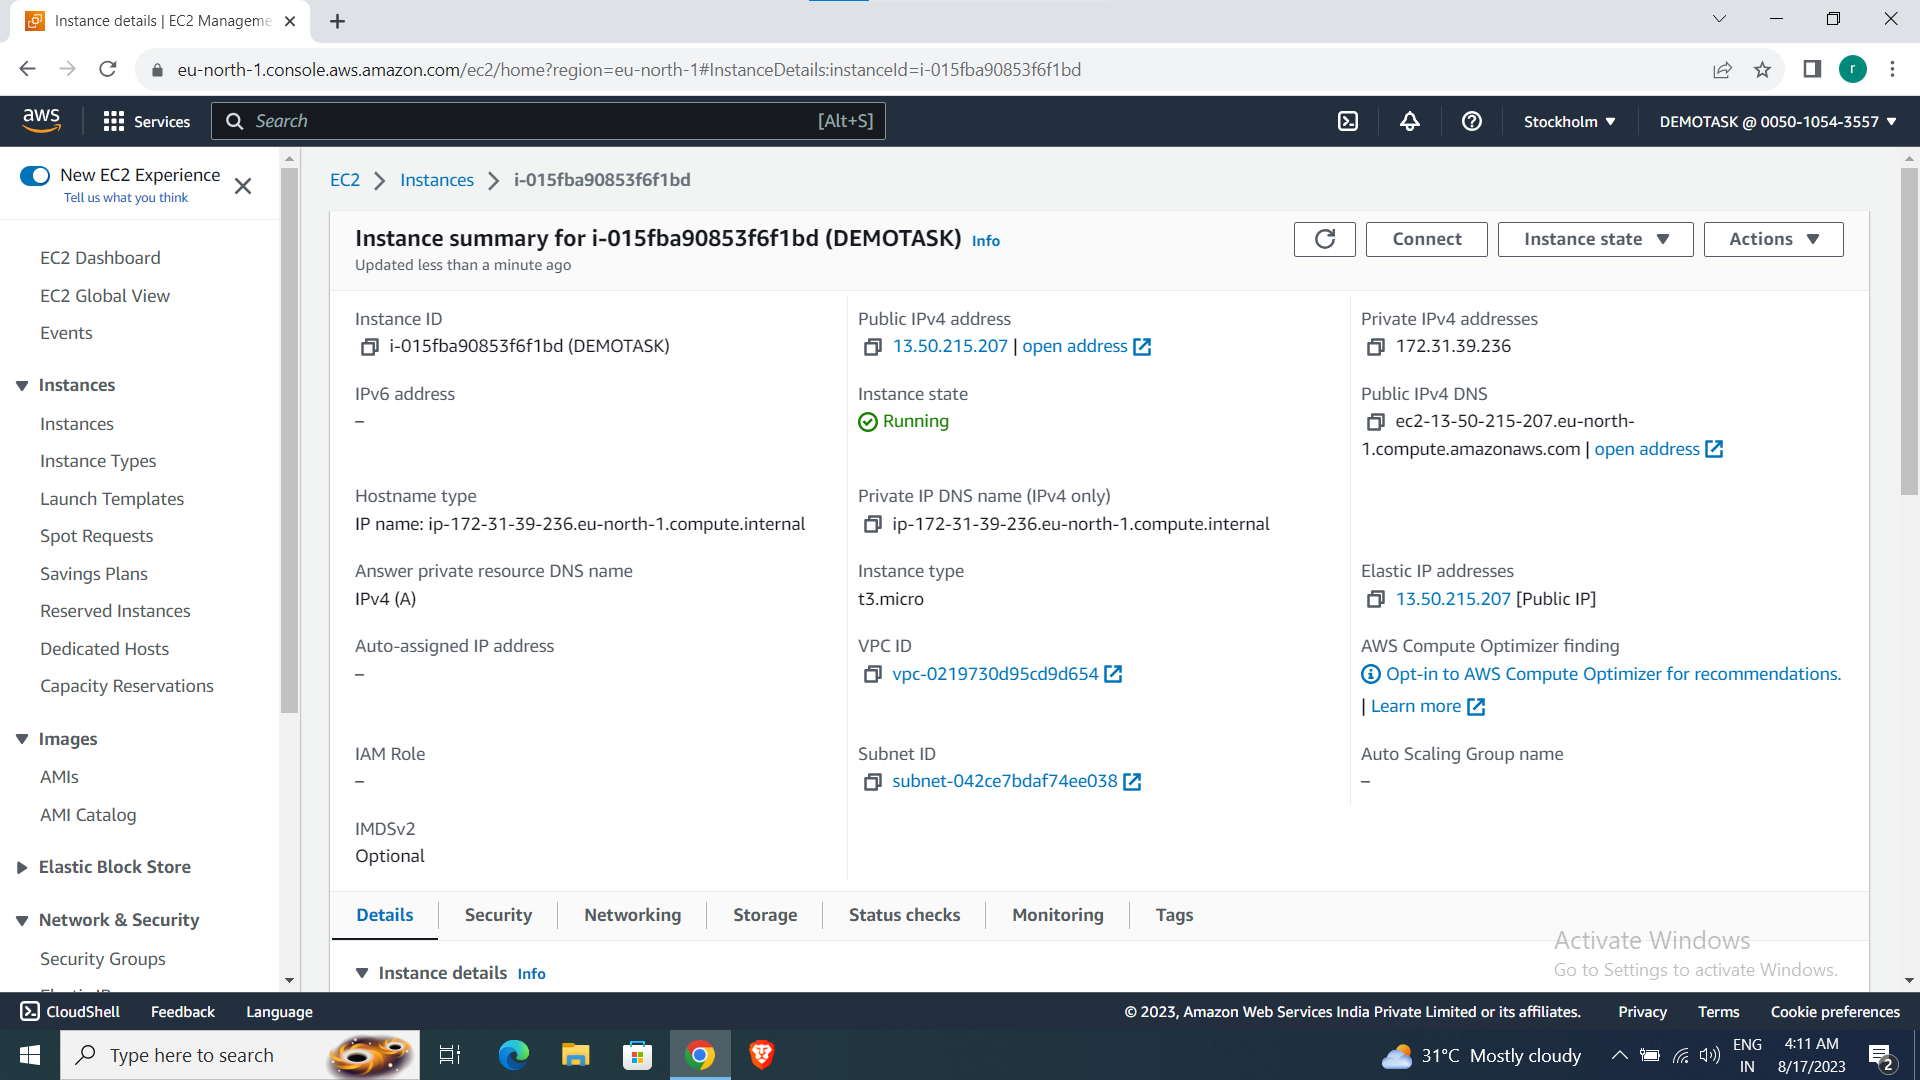 Instance details | EC2 Manageme
eu-north-1.console.aws.amazon.com/ec2/home?region=eu-north-1#InstanceDetails:instanceId=i-015fba90853f6f1bd
r
aws
Services
Search
[Alt+S]
Stockholm
DEMOTASK @ 0050-1054-3557
New EC2 Experience
Tell us what you think
EC2 Dashboard
EC2 Global View
Events
Instances
Instances
Instance Types
Launch Templates
Spot Requests
Savings Plans
Reserved Instances
Dedicated Hosts
Capacity Reservations
Images
AMIs
AMI Catalog
Elastic Block Store
Network & Security
Security Groups
EC2
Instances
i-015fba90853f6f1bd
Instance summary for i-015fba90853f6f1bd (DEMOTASK) Info
Updated less than a minute ago
Connect
Instance state
Actions
Instance ID
i-015fba90853f6f1bd (DEMOTASK)
Public IPv4 address
13.50.215.207 | open address
Private IPv4 addresses
172.31.39.236
IPv6 address
–
Instance state
Running
Public IPv4 DNS
ec2-13-50-215-207.eu-north-
1.compute.amazonaws.com | open address
Hostname type
IP name: ip-172-31-39-236.eu-north-1.compute.internal
Private IP DNS name (IPv4 only)
ip-172-31-39-236.eu-north-1.compute.internal
Answer private resource DNS name
IPv4 (A)
Instance type
t3.micro
Elastic IP addresses
13.50.215.207 [Public IP]
Auto-assigned IP address
–
VPC ID
vpc-0219730d95cd9d654
AWS Compute Optimizer finding
Opt-in to AWS Compute Optimizer for recommendations.
| Learn more
IAM Role
–
Subnet ID
subnet-042ce7bdaf74ee038
Auto Scaling Group name
–
IMDSv2
Optional
Details
Security
Networking
Storage
Status checks
Monitoring
Tags
Instance details Info
Activate Windows
Go to Settings to activate Windows.
CloudShell
Feedback
Language
© 2023, Amazon Web Services India Private Limited or its affiliates.
Privacy
Terms
Cookie preferences
Type here to search
31°C Mostly cloudy
ENG
IN
4:11 AM
8/17/2023
2